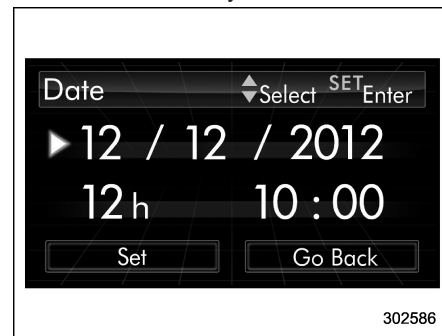 Date Select SET Enter
12 / 12 / 2012
12h 10:00
Set Go Back
302586